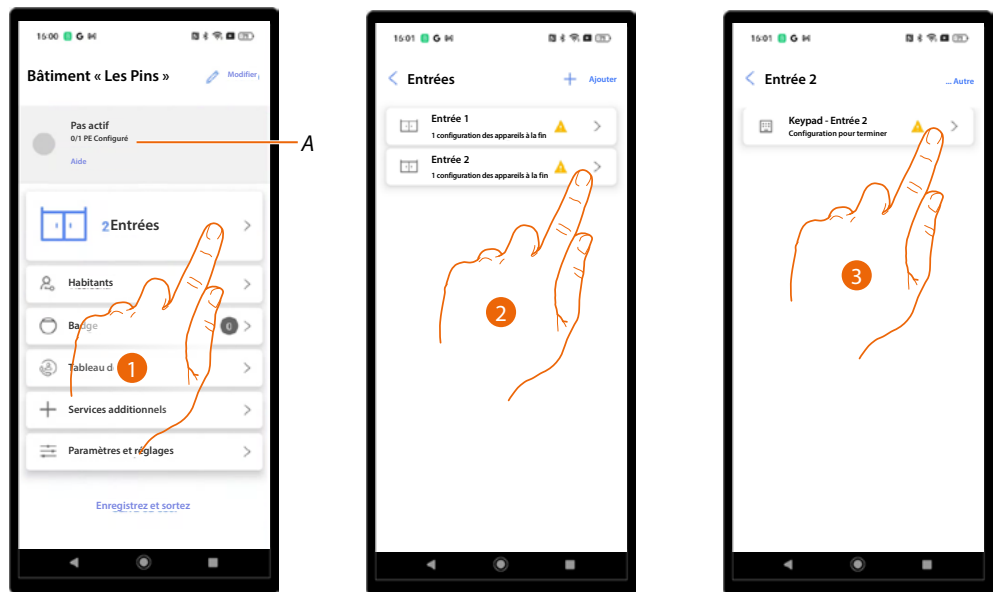 15:00 G
Bâtiment « Les Pins »
Modifier
Pas actif
0/1 PE Configuré
A
Aide
2 Entrées
Habitants
Badge
0
Tableau d
1
Services additionnels
Paramètres et réglages
Enregistrez et sortez
15:01 G
Entrées
Ajouter
Entrée 1
1 configuration des appareils à la fin
Entrée 2
1 configuration des appareils à la fin
2
15:01 G
Entrée 2
... Autre
Keypad - Entrée 2
Configuration pour terminer
3